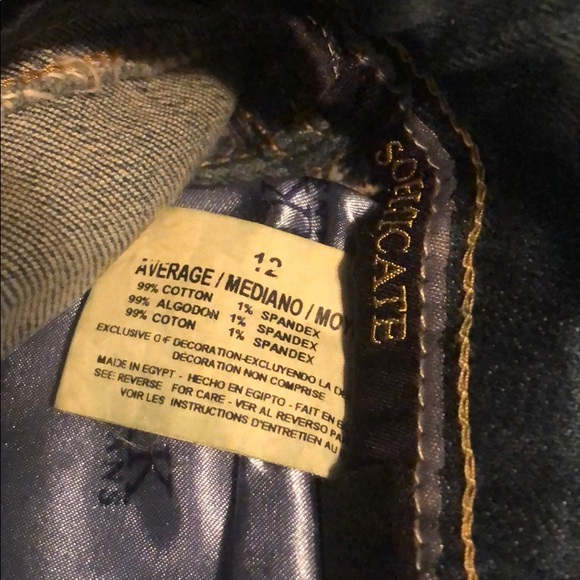 12
AVERAGE / MEDIANO / MOY
99% COTTON 1% SPANDEX
99% ALGODON 1% SPANDEX
99% COTON 1% SPANDEX
EXCLUSIVE OF DECORATION-EXCLUYENDO LA DE
DÉCORATION NON COMPRISE
MADE IN EGYPT - HECHO EN EGIPTO - FAIT EN E
SEE REVERSE FOR CARE - VER AL REVERSO PA
VOIR LES INSTRUCTIONS D'ENTRETIEN AU